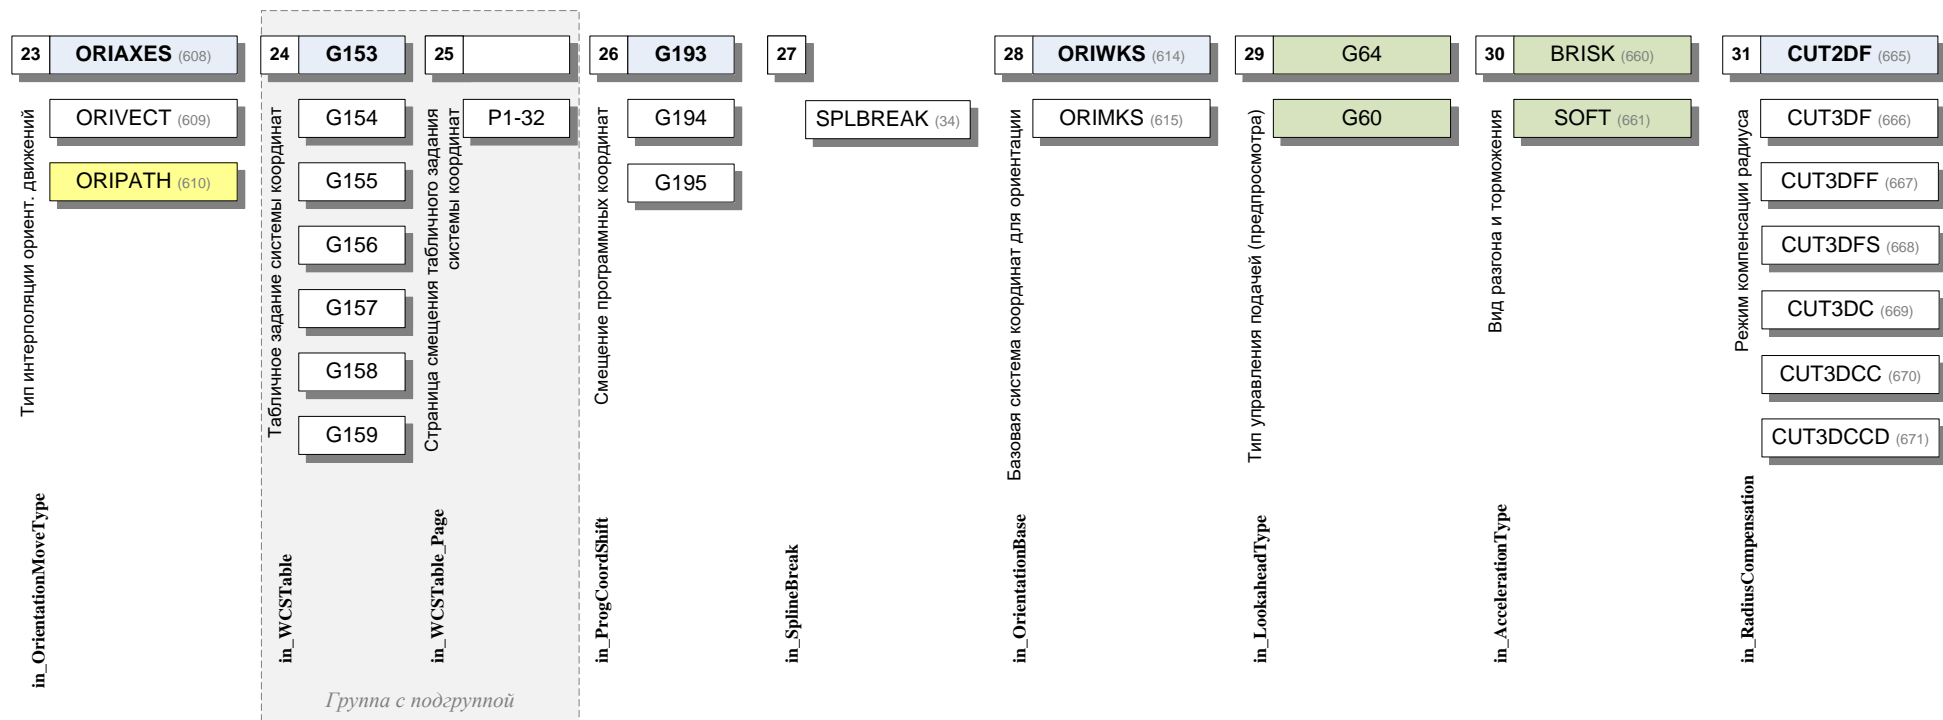 23 ORIAXES (608)
ORIVECT (609)
ORIPATH (610)
Тип интерполяции ориент. движений
in_OrientationMoveType
24 G153
G154
G155
G156
G157
G158
G159
Табличное задание системы координат
in_WCSTable
25
P1-32
Страница смещения табличного задания
системы координат
in_WCSTable_Page
Группа с подгруппой
26 G193
G194
G195
Смещение программных координат
in_ProgCoordShift
27
SPLBREAK (34)
in_SplineBreak
28 ORIWKS (614)
ORIMKS (615)
Базовая система координат для ориентации
in_OrientationBase
29 G64
G60
Тип управления подачей (предпросмотра)
in_LookaheadType
30 BRISK (660)
SOFT (661)
Вид разгона и торможения
in_AccelerationType
31 CUT2DF (665)
CUT3DF (666)
CUT3DFF (667)
CUT3DFS (668)
CUT3DC (669)
CUT3DCC (670)
CUT3DCCD (671)
Режим компенсации радиуса
in_RadiusCompensation